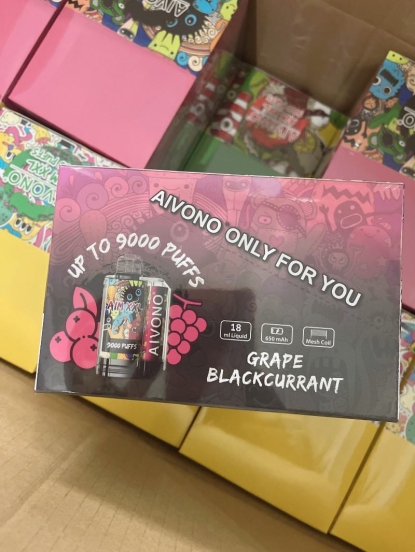 AIVONO ONLY FOR YOU
UP TO 9000 PUFFS
AIVONO
9000 PUFFS
18
ml Liquid
650 mAh
Mesh Coil
GRAPE
BLACKCURRANT